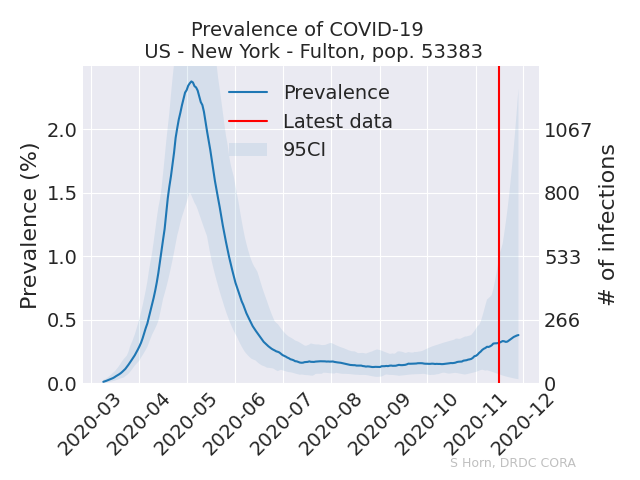 Prevalence of COVID-19
US - New York - Fulton, pop. 53383
Prevalence
Latest data
95CI
Prevalence (%)
2.0
1.5
1.0
0.5
0.0
# of infections
1067
800
533
266
0
2020-03
2020-04
2020-05
2020-06
2020-07
2020-08
2020-09
2020-10
2020-11
2020-12
S Horn, DRDC CORA